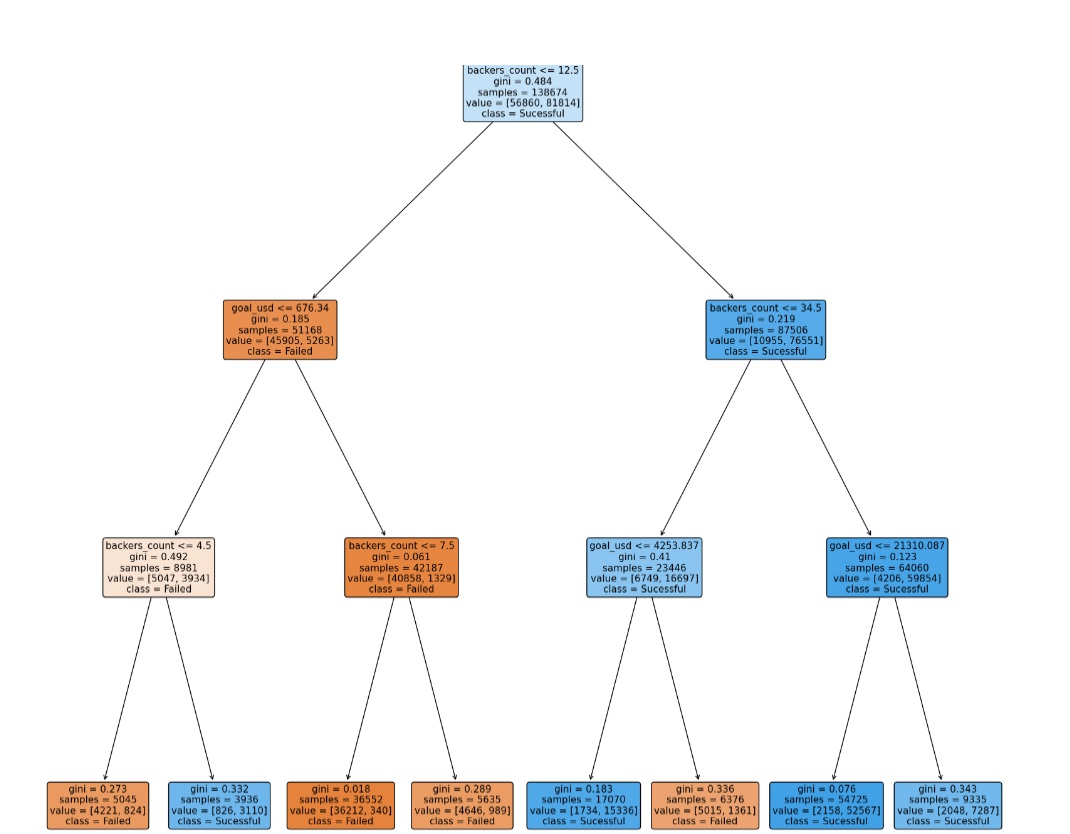 backers_count <= 12.5
gini = 0.484
samples = 138674
value = [56860, 81814]
class = Sucessful
goal_usd <= 676.34
gini = 0.185
samples = 51168
value = [45905, 5263]
class = Failed
backers_count <= 34.5
gini = 0.219
samples = 87506
value = [10955, 76551]
class = Sucessful
backers_count <= 4.5
gini = 0.492
samples = 8981
value = [5047, 3934]
class = Failed
backers_count <= 7.5
gini = 0.061
samples = 42187
value = [40858, 1329]
class = Failed
goal_usd <= 4253.837
gini = 0.41
samples = 23446
value = [6749, 16697]
class = Sucessful
goal_usd <= 21310.087
gini = 0.123
samples = 64060
value = [4206, 59854]
class = Sucessful
gini = 0.273
samples = 5045
value = [4221, 824]
class = Failed
gini = 0.332
samples = 3936
value = [826, 3110]
class = Sucessful
gini = 0.018
samples = 36552
value = [36212, 340]
class = Failed
gini = 0.289
samples = 5635
value = [4646, 989]
class = Failed
gini = 0.183
samples = 17070
value = [1734, 15336]
class = Sucessful
gini = 0.336
samples = 6376
value = [5015, 1361]
class = Failed
gini = 0.076
samples = 54725
value = [2158, 52567]
class = Sucessful
gini = 0.343
samples = 9335
value = [2048, 7287]
class = Sucessful